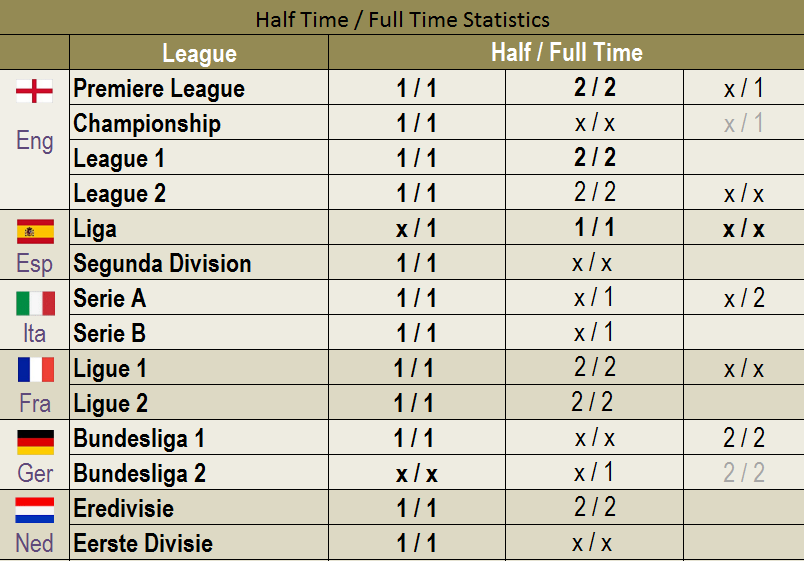 Half Time / Full Time Statistics
League Half / Full Time
Premiere League 1 / 1 2 / 2 x / 1
Eng
Championship 1 / 1 x / x x / 1
League 1 1 / 1 2 / 2
League 2 1 / 1 2 / 2 x / x
Liga x / 1 1 / 1 x / x
Esp Segunda Division 1 / 1 x / x
Serie A 1 / 1 x / 1 x / 2
Ita Serie B 1 / 1 x / 1
Ligue 1 1 / 1 2 / 2 x / x
Fra Ligue 2 1 / 1 2 / 2
Bundesliga 1 1 / 1 x / x 2 / 2
Ger Bundesliga 2 x / x x / 1 2 / 2
Eredivisie 1 / 1 2 / 2
Ned Eerste Divisie 1 / 1 x / x